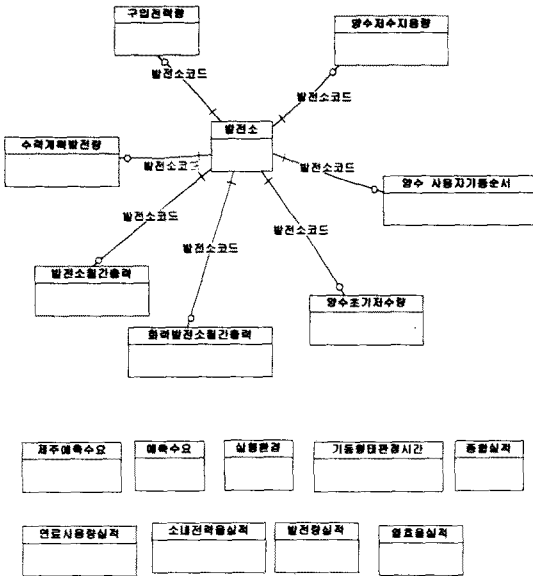 구입전력량
양수저수지용량
발전소코드
발전소코드
발전소
수력계획발전량
발전소코드
발전소코드
양수 사용자기동순서
발전소코드
발전소코드
발전소코드
발전소월간출력
양수초기저수량
화력발전소월간출력
제주예측수요
예측수요
실행환경
기동형태판정시간
종합실적
연료사용량실적
소내전력율실적
발전량실적
열효율실적